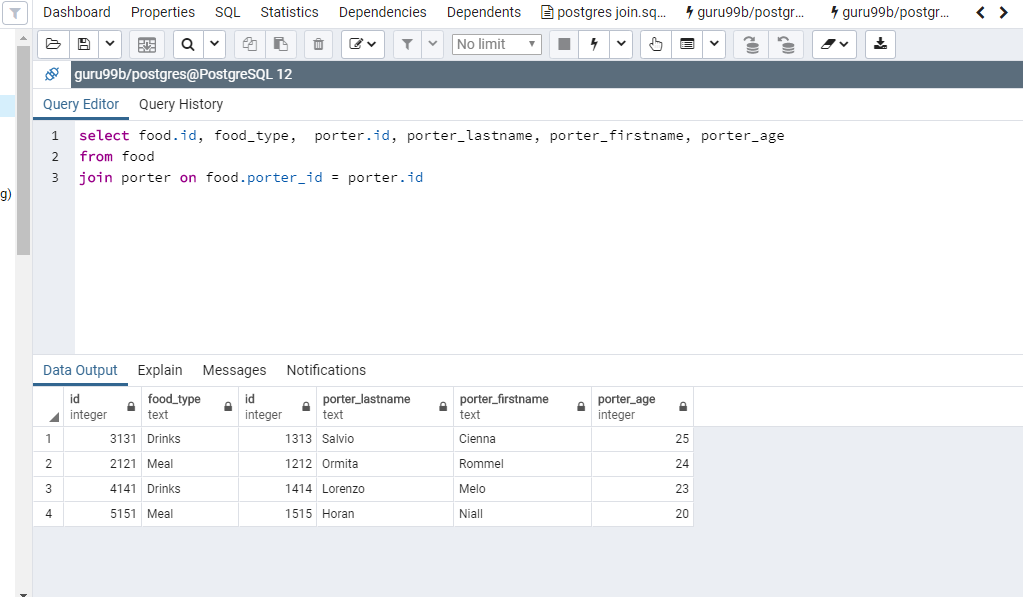 Dashboard Properties SQL Statistics Dependencies Dependents postgres join.sq... guru99b/postgr... guru99b/postgr...
No limit
guru99b/postgres@PostgreSQL 12
Query Editor Query History
1 select food.id, food_type,  porter.id, porter_lastname, porter_firstname, porter_age
2 from food
g) 3 join porter on food.porter_id = porter.id
Data Output Explain Messages Notifications
id food_type id porter_lastname porter_firstname porter_age
integer text integer text text integer
1 3131 Drinks 1313 Salvio Cienna 25
2 2121 Meal 1212 Ormita Rommel 24
3 4141 Drinks 1414 Lorenzo Melo 23
4 5151 Meal 1515 Horan Niall 20